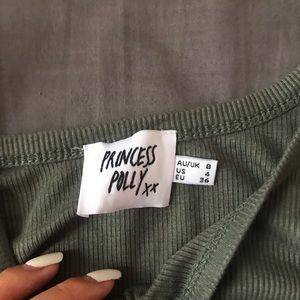 PRINCESS
POLLY xx
AU/UK 8
US 4
EU 36